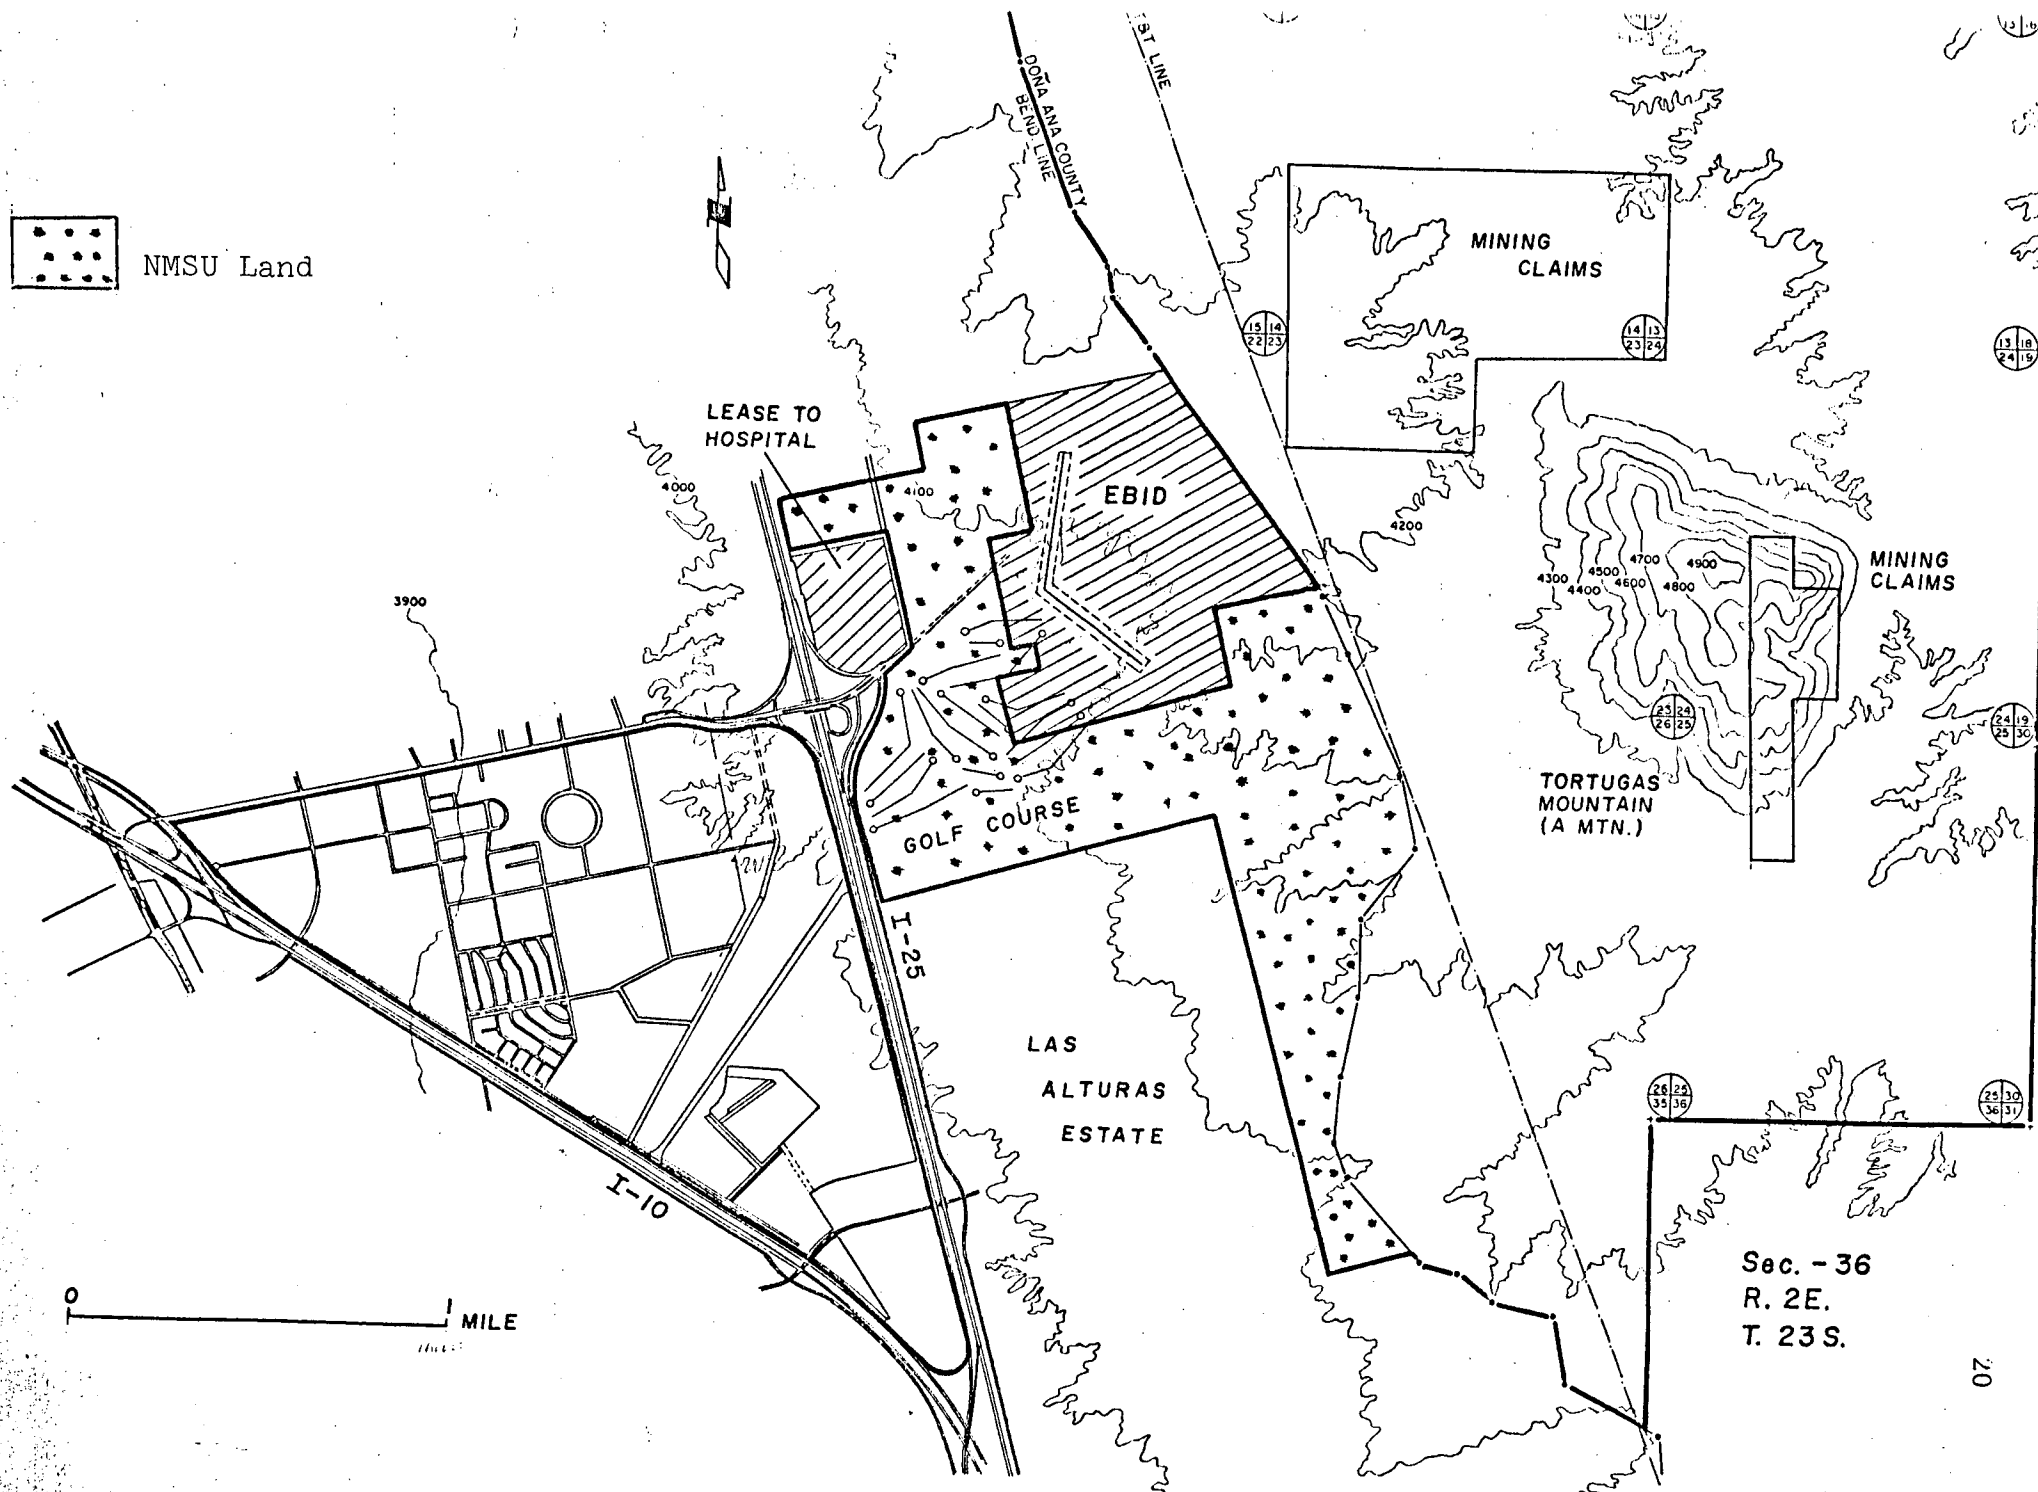 DOÑA ANA COUNTY
BEND LINE
NMSU Land
MINING
CLAIMS
15 14
22 23
14 13
23 24
13 18
24 19
LEASE TO
HOSPITAL
4000
4100
EBID
4200
3900
4300
4400
4500
4600
4700
4800
4900
MINING
CLAIMS
23 24
26 25
24 19
25 30
TORTUGAS
MOUNTAIN
(A MTN.)
GOLF COURSE
I-25
LAS
ALTURAS
ESTATE
26 25
35 36
25 30
36 31
I-10
Sec. - 36
R. 2E.
T. 23 S.
0 1 MILE
20